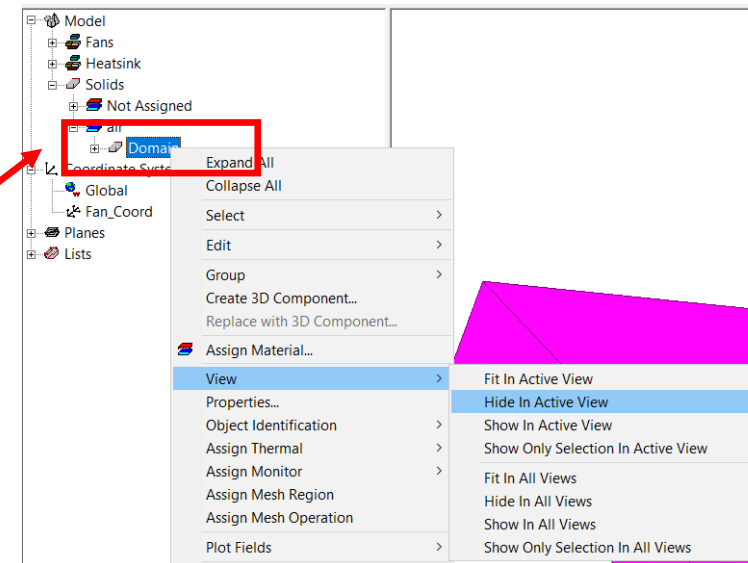 Model
Fans
Heatsink
Solids
Not Assigned
air
Domain
Coordinate Syste
Global
Fan_Coord
Planes
Lists
Expand All
Collapse All
Select
Edit
Group
Create 3D Component...
Replace with 3D Component...
Assign Material...
View
Properties...
Object Identification
Assign Thermal
Assign Monitor
Assign Mesh Region
Assign Mesh Operation
Plot Fields
Fit In Active View
Hide In Active View
Show In Active View
Show Only Selection In Active View
Fit In All Views
Hide In All Views
Show In All Views
Show Only Selection In All Views